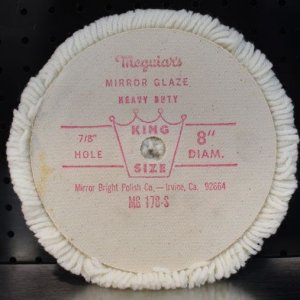 Meguiar's
MIRROR GLAZE
HEAVY DUTY
KING
SIZE
7/8"
HOLE
8"
DIAM.
Mirror Bright Polish Co. — Irvine, Ca. 92664
MG 178-S